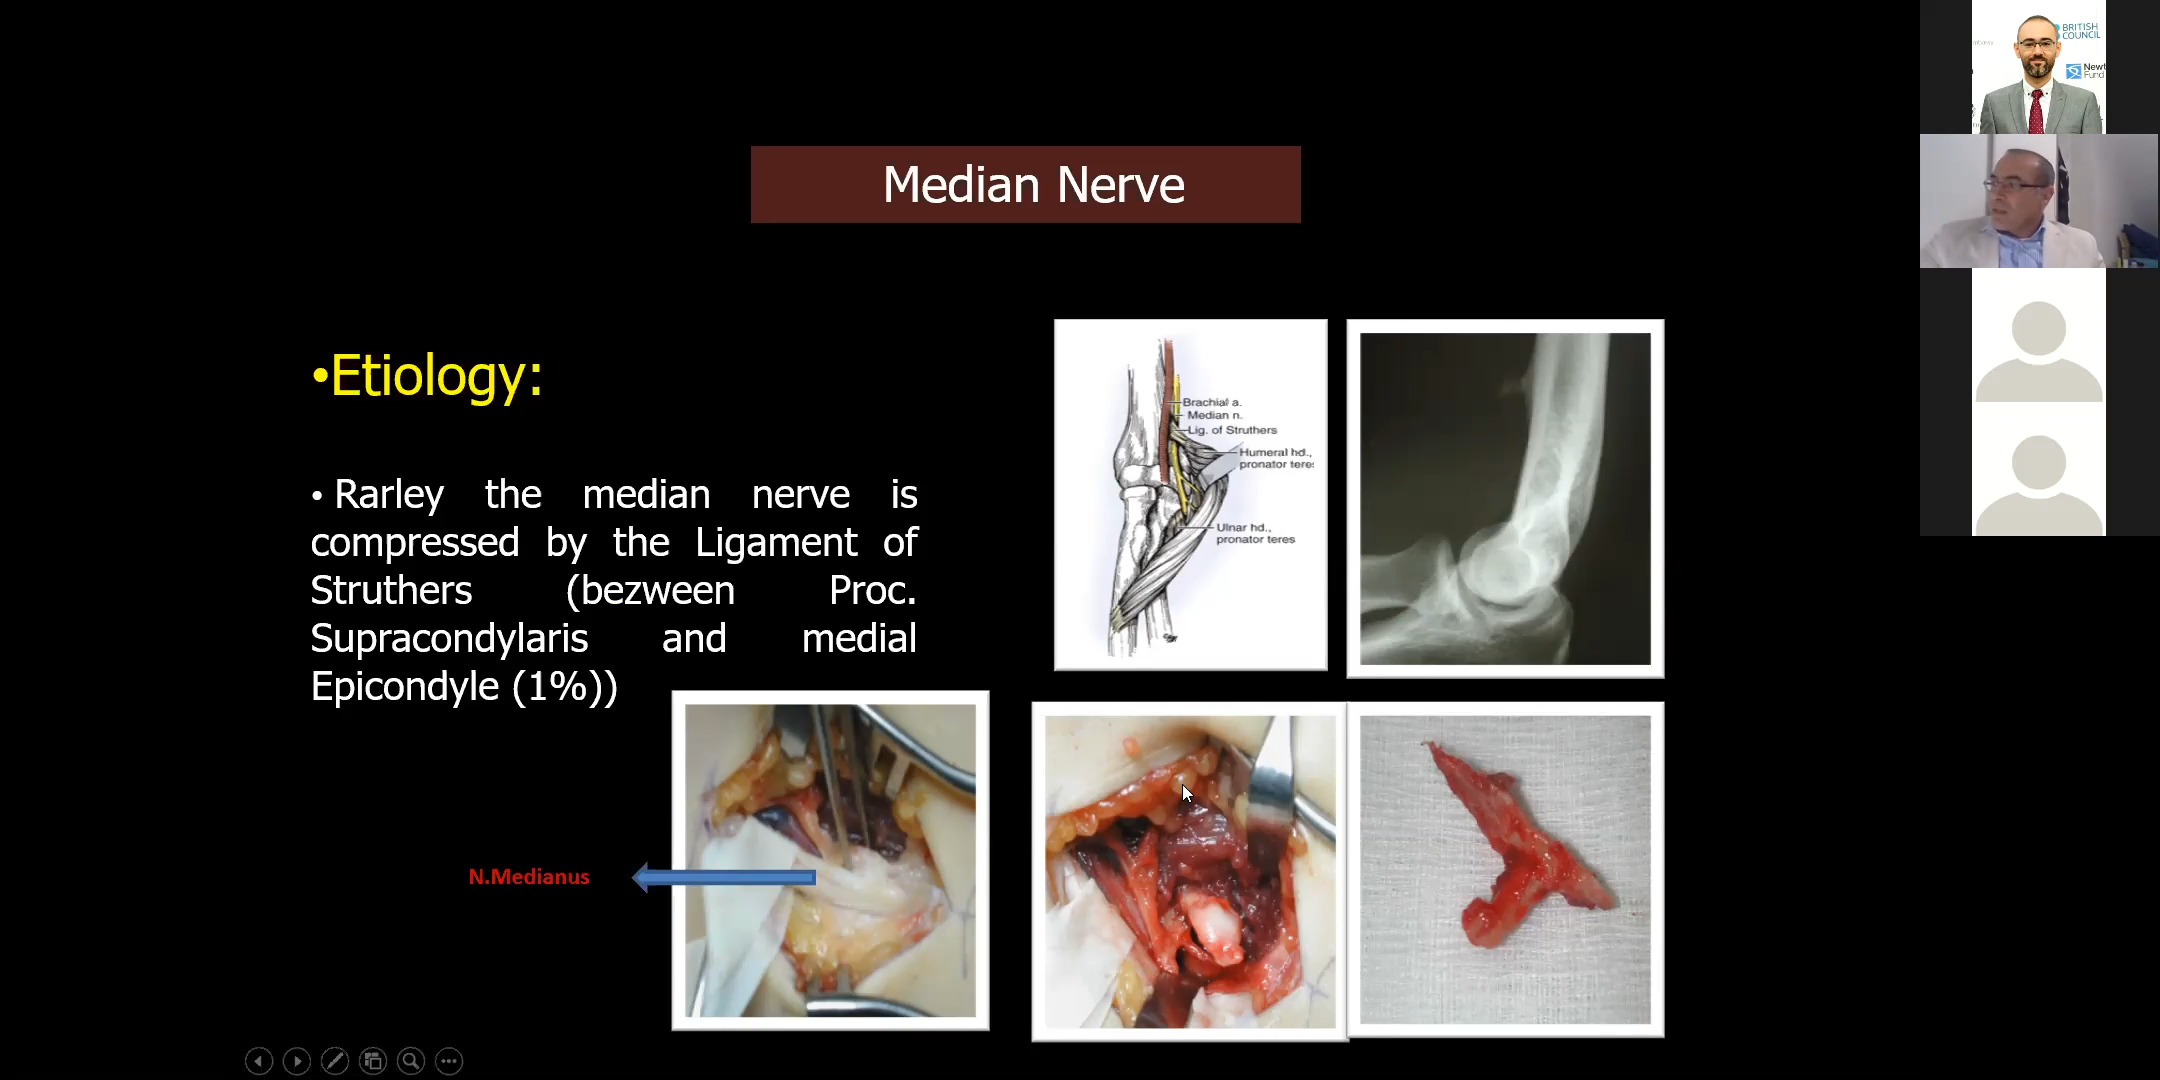 Median Nerve
•Etiology:
• Rarley the median nerve is
compressed by the Ligament of
Struthers (bezween Proc.
Supracondylaris and medial
Epicondyle (1%))
Brachial a.
Median n.
Lig. of Struthers
Humeral hd.,
pronator teres
Ulnar hd.,
pronator teres
N.Medianus
BRITISH
COUNCIL
Fund